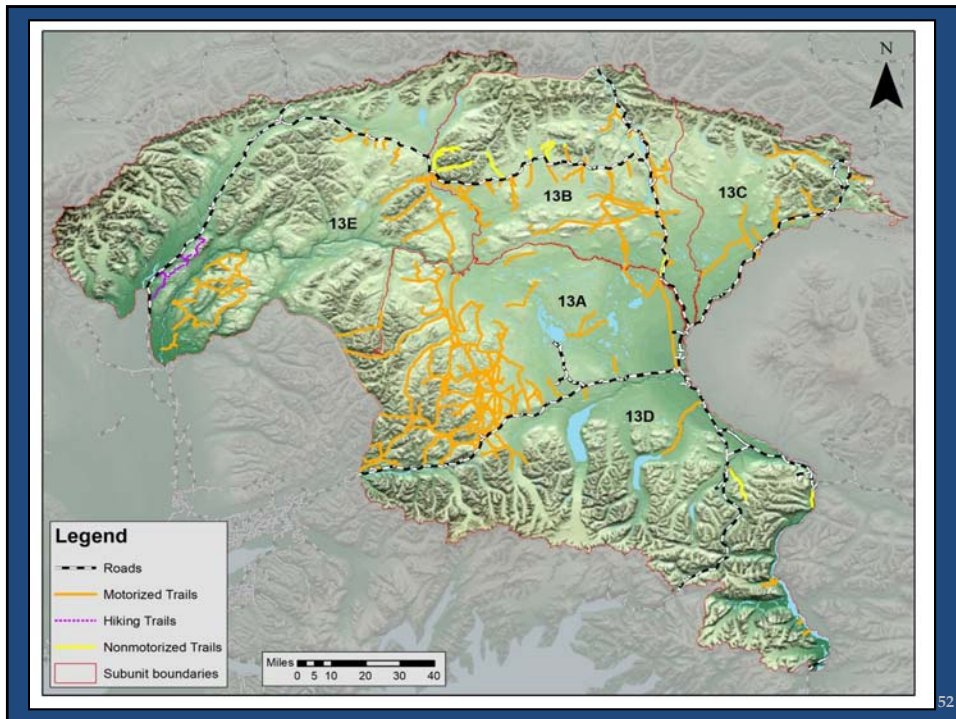 N
13B
13C
13E
13A
13D
Legend
Roads
Motorized Trails
Hiking Trails
Nonmotorized Trails
Subunit boundaries
Miles
0 5 10 20 30 40
52